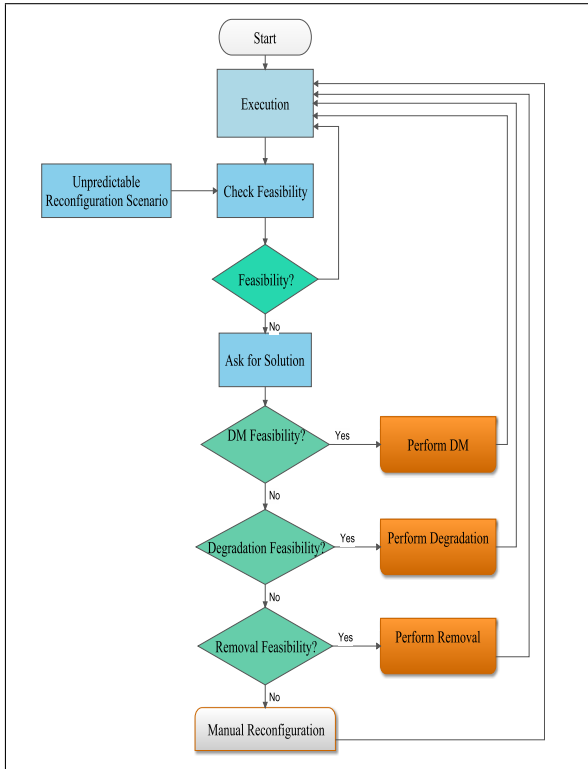 Start
Execution
Unpredictable
Reconfiguration Scenario
Check Feasibility
Feasibility?
No
Ask for Solution
DM Feasibility?
Yes
Perform DM
No
Degradation Feasibility?
Yes
Perform Degradation
No
Removal Feasibility?
Yes
Perform Removal
No
Manual Reconfiguration